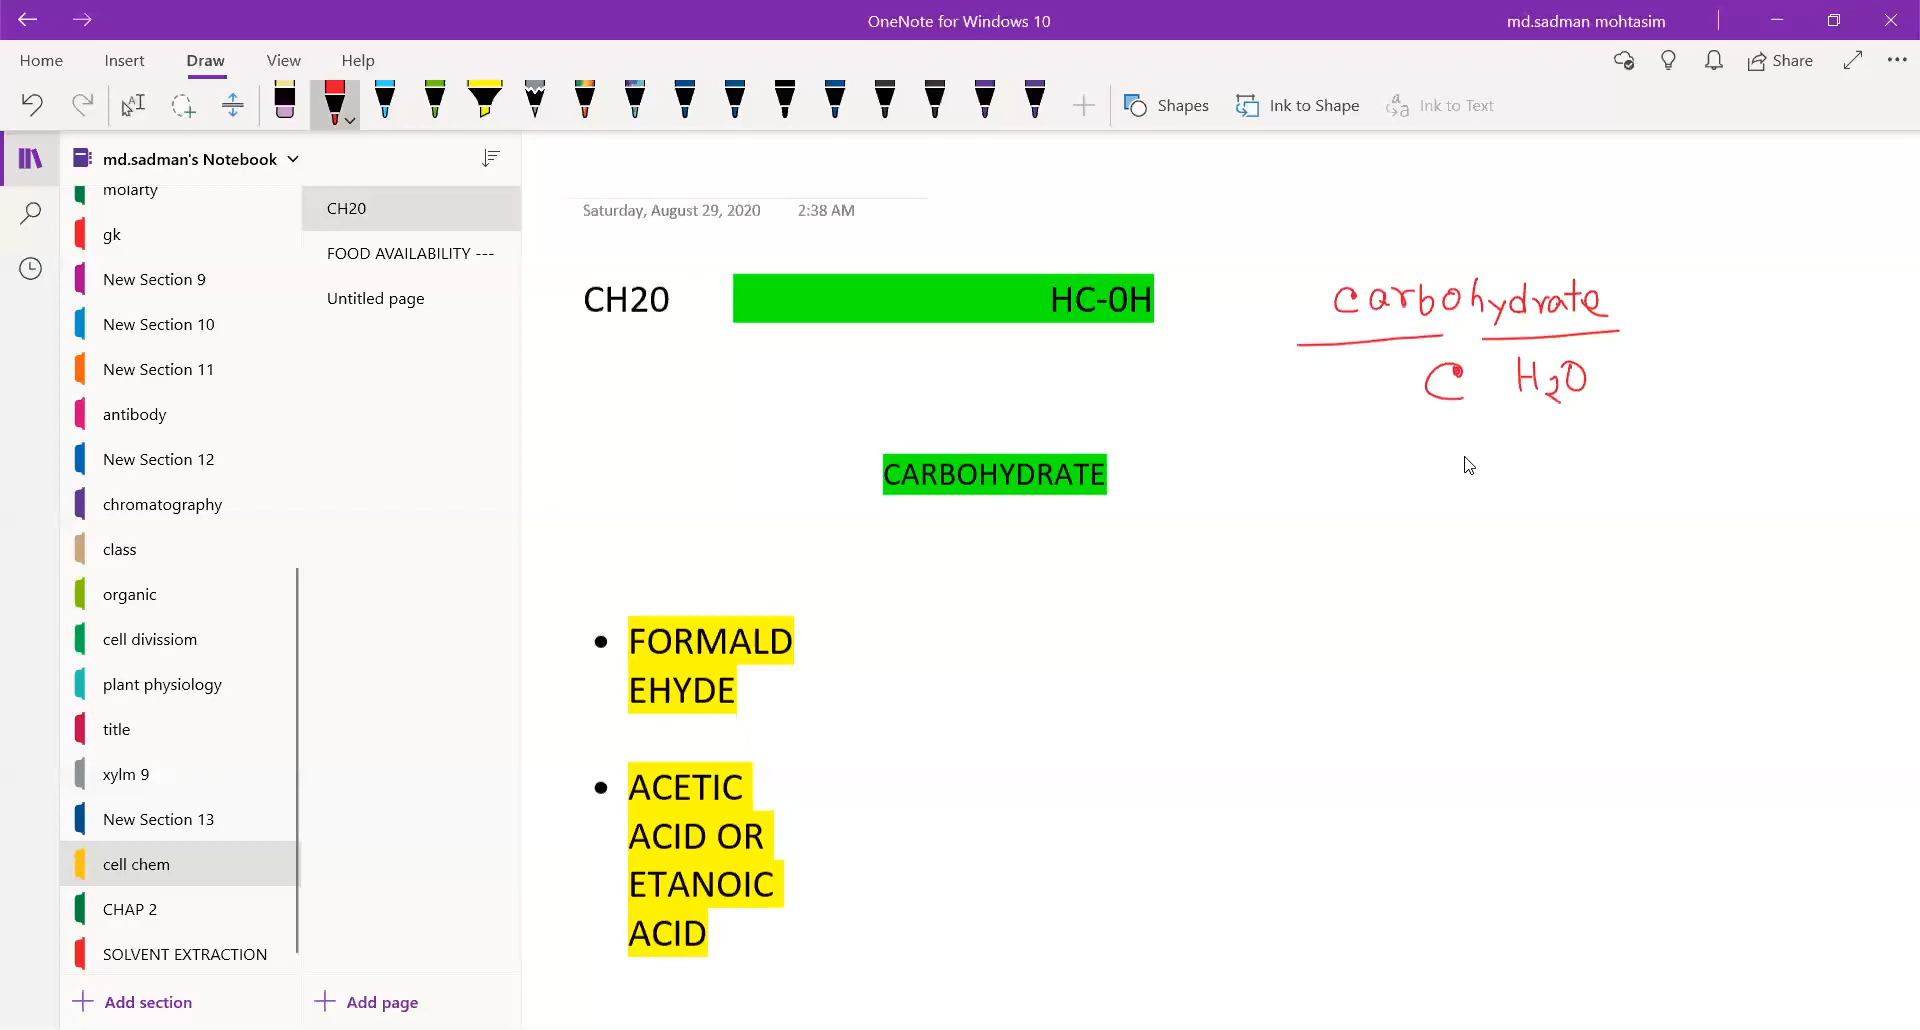 OneNote for Windows 10
md.sadman mohtasim
Home Insert Draw View Help
Share
Shapes Ink to Shape Ink to Text
md.sadman's Notebook
molarty
gk
New Section 9
New Section 10
New Section 11
antibody
New Section 12
chromatography
class
organic
cell divissiom
plant physiology
title
xylm 9
New Section 13
cell chem
CHAP 2
SOLVENT EXTRACTION
Add section
CH20
FOOD AVAILABILITY ---
Untitled page
Add page
Saturday, August 29, 2020 2:38 AM
CH20 HC-0H
carbohydrate
C H₂O
CARBOHYDRATE
• FORMALD
EHYDE
• ACETIC
ACID OR
ETANOIC
ACID